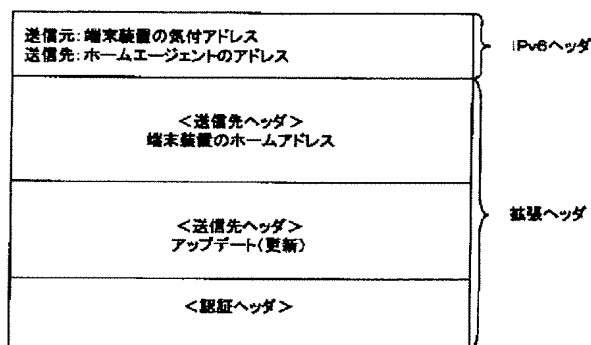 送信元:端末装置の気付アドレス
送信先:ホームエージェントのアドレス
IPv6ヘッダ
<送信先ヘッダ>
端末装置のホームアドレス
<送信先ヘッダ>
アップデート(更新)
拡張ヘッダ
<認証ヘッダ>